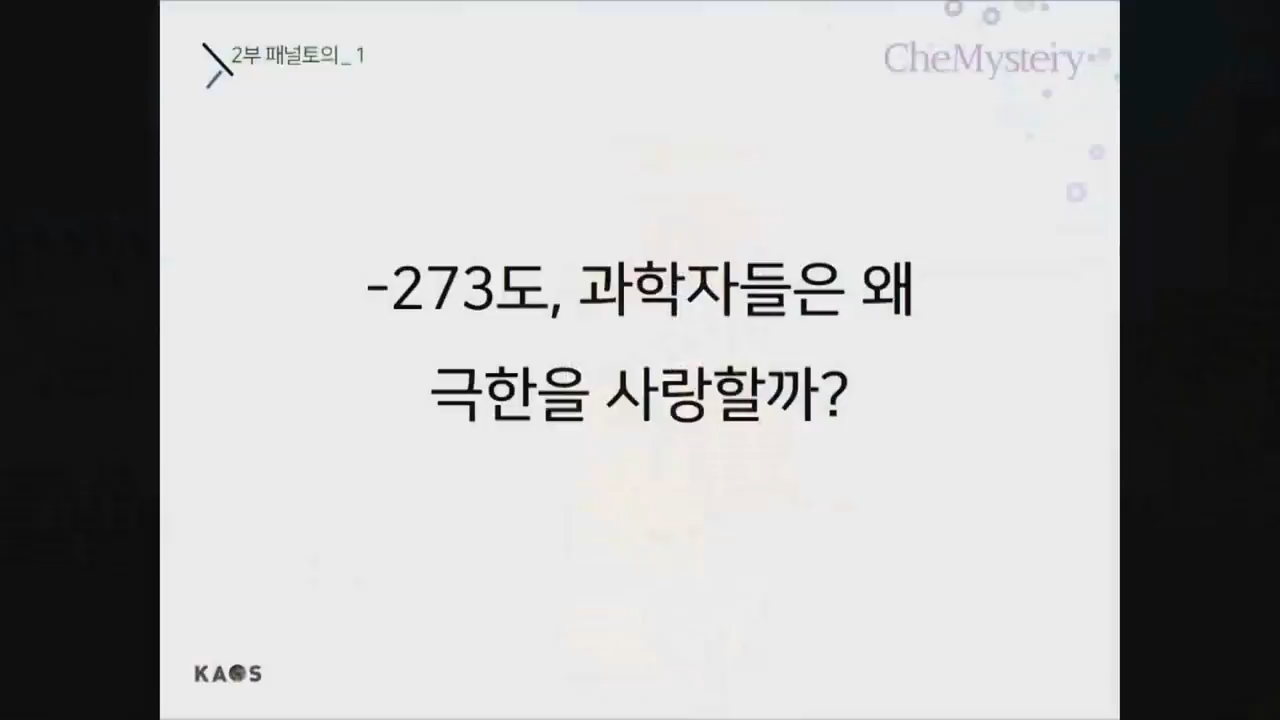 2부 패널토의_ 1
CheMystery
-273도, 과학자들은 왜
극한을 사랑할까?
KAOS